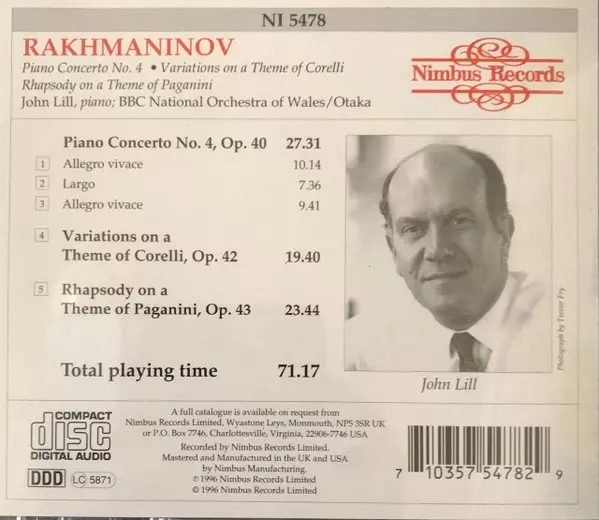 NI 5478
RAKHMANINOV
Piano Concerto No. 4 • Variations on a Theme of Corelli
Rhapsody on a Theme of Paganini
John Lill, piano; BBC National Orchestra of Wales/Otaka
Nimbus Records
Piano Concerto No. 4, Op. 40 27.31
1 Allegro vivace 10.14
2 Largo 7.36
3 Allegro vivace 9.41
4 Variations on a
Theme of Corelli, Op. 42 19.40
5 Rhapsody on a
Theme of Paganini, Op. 43 23.44
Total playing time 71.17
Photograph by Trevor Fry
John Lill
COMPACT
disc
DIGITAL AUDIO
DDD LC 5871
A full catalogue is available on request from
Nimbus Records Limited, Wyastone Leys, Monmouth, NP5 3SR UK
or P.O. Box 7746, Charlottesville, Virginia, 22906-7746 USA
Recorded by Nimbus Records Limited.
Mastered and Manufactured in the UK and USA
by Nimbus Manufacturing.
℗ 1996 Nimbus Records Limited
© 1996 Nimbus Records Limited
7 10357 54782 9